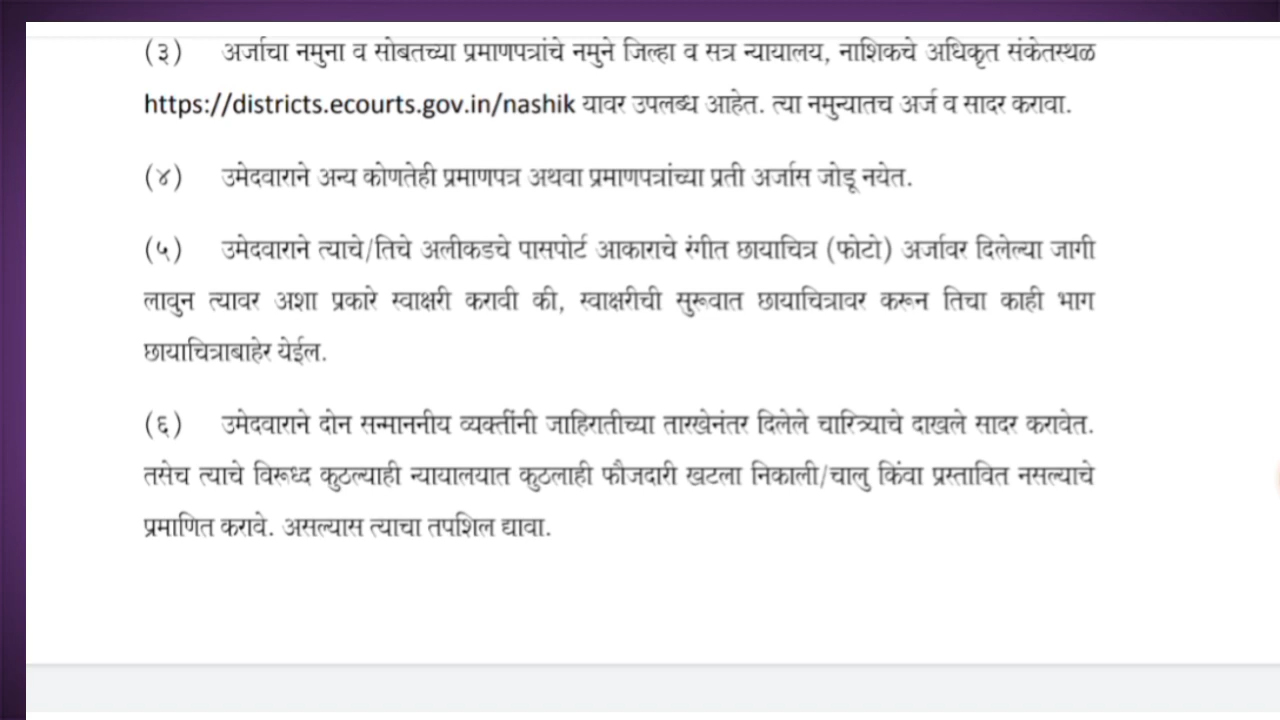 (३) अर्जाचा नमुना व सोबतच्या प्रमाणपत्रांचे नमुने जिल्हा व सत्र न्यायालय, नाशिकचे अधिकृत संकेतस्थळ
https://districts.ecourts.gov.in/nashik यावर उपलब्ध आहेत. त्या नमुन्यातच अर्ज व सादर करावा.
(४) उमेदवाराने अन्य कोणतेही प्रमाणपत्र अथवा प्रमाणपत्रांच्या प्रती अर्जास जोडू नयेत.
(५) उमेदवाराने त्याचे/तिचे अलीकडचे पासपोर्ट आकाराचे रंगीत छायाचित्र (फोटो) अर्जावर दिलेल्या जागी
लावुन त्यावर अशा प्रकारे स्वाक्षरी करावी की, स्वाक्षरीची सुरूवात छायाचित्रावर करून तिचा काही भाग
छायाचित्राबाहेर येईल.
(६) उमेदवाराने दोन सन्माननीय व्यक्तींनी जाहिरातीच्या तारखेनंतर दिलेले चारित्र्याचे दाखले सादर करावेत.
तसेच त्याचे विरूध्द कुठल्याही न्यायालयात कुठलाही फौजदारी खटला निकाली/चालु किंवा प्रस्तावित नसल्याचे
प्रमाणित करावे. असल्यास त्याचा तपशिल द्यावा.